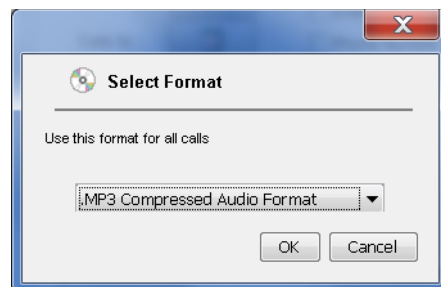 Select Format
Use this format for all calls
.MP3 Compressed Audio Format
OK Cancel